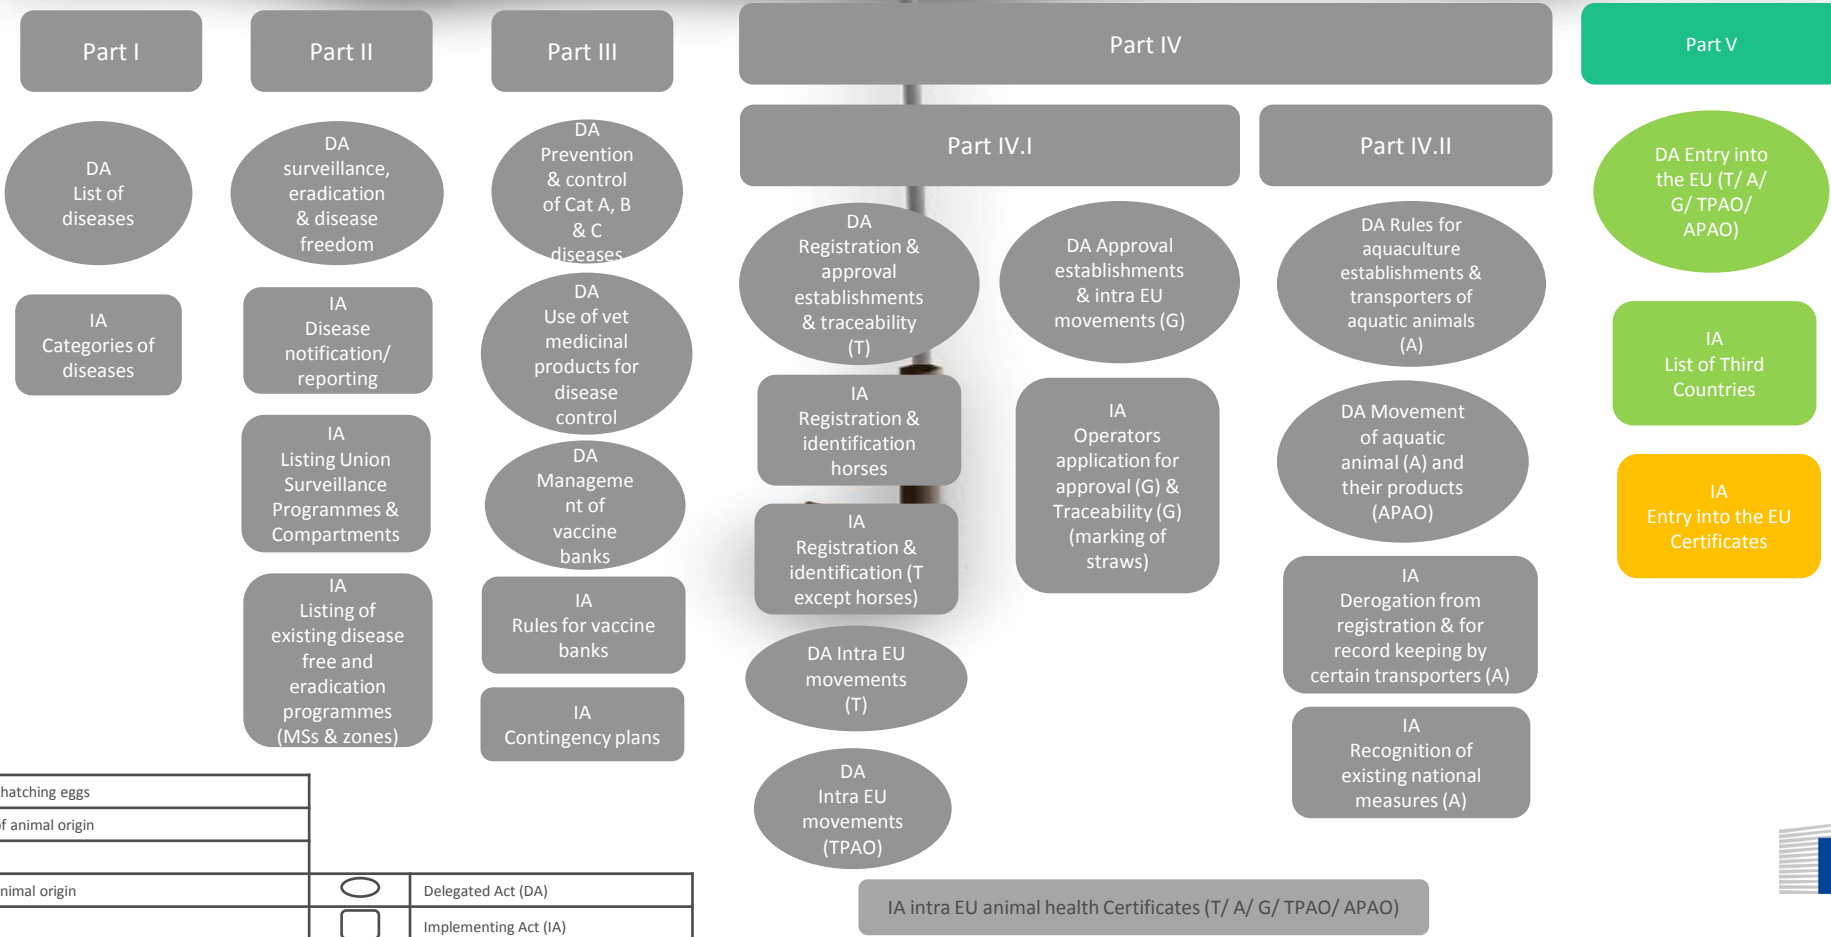 Part I
Part II
Part III
Part IV
Part V
Part IV.I
Part IV.II
DA
List of
diseases
IA
Categories of
diseases
DA
surveillance,
eradication
& disease
freedom
IA
Disease
notification/
reporting
IA
Listing Union
Surveillance
Programmes &
Compartments
IA
Listing of
existing disease
free and
eradication
programmes
(MSs & zones)
DA
Prevention
& control
of Cat A, B
& C
diseases
DA
Use of vet
medicinal
products for
disease
control
DA
Manageme
nt of
vaccine
banks
IA
Rules for vaccine
banks
IA
Contingency plans
DA
Registration &
approval
establishments
& traceability
(T)
IA
Registration &
identification
horses
IA
Registration &
identification (T
except horses)
DA Intra EU
movements
(T)
DA
Intra EU
movements
(TPAO)
DA Approval
establishments
& intra EU
movements (G)
IA
Operators
application for
approval (G) &
Traceability (G)
(marking of
straws)
DA Rules for
aquaculture
establishments &
transporters of
aquatic animals
(A)
DA Movement
of aquatic
animal (A) and
their products
(APAO)
IA
Derogation from
registration & for
record keeping by
certain transporters (A)
IA
Recognition of
existing national
measures (A)
DA Entry into
the EU (T/ A/
G/ TPAO/
APAO)
IA
List of Third
Countries
IA
Entry into the EU
Certificates
IA intra EU animal health Certificates (T/ A/ G/ TPAO/ APAO)
hatching eggs
of animal origin
nimal origin
Delegated Act (DA)
Implementing Act (IA)